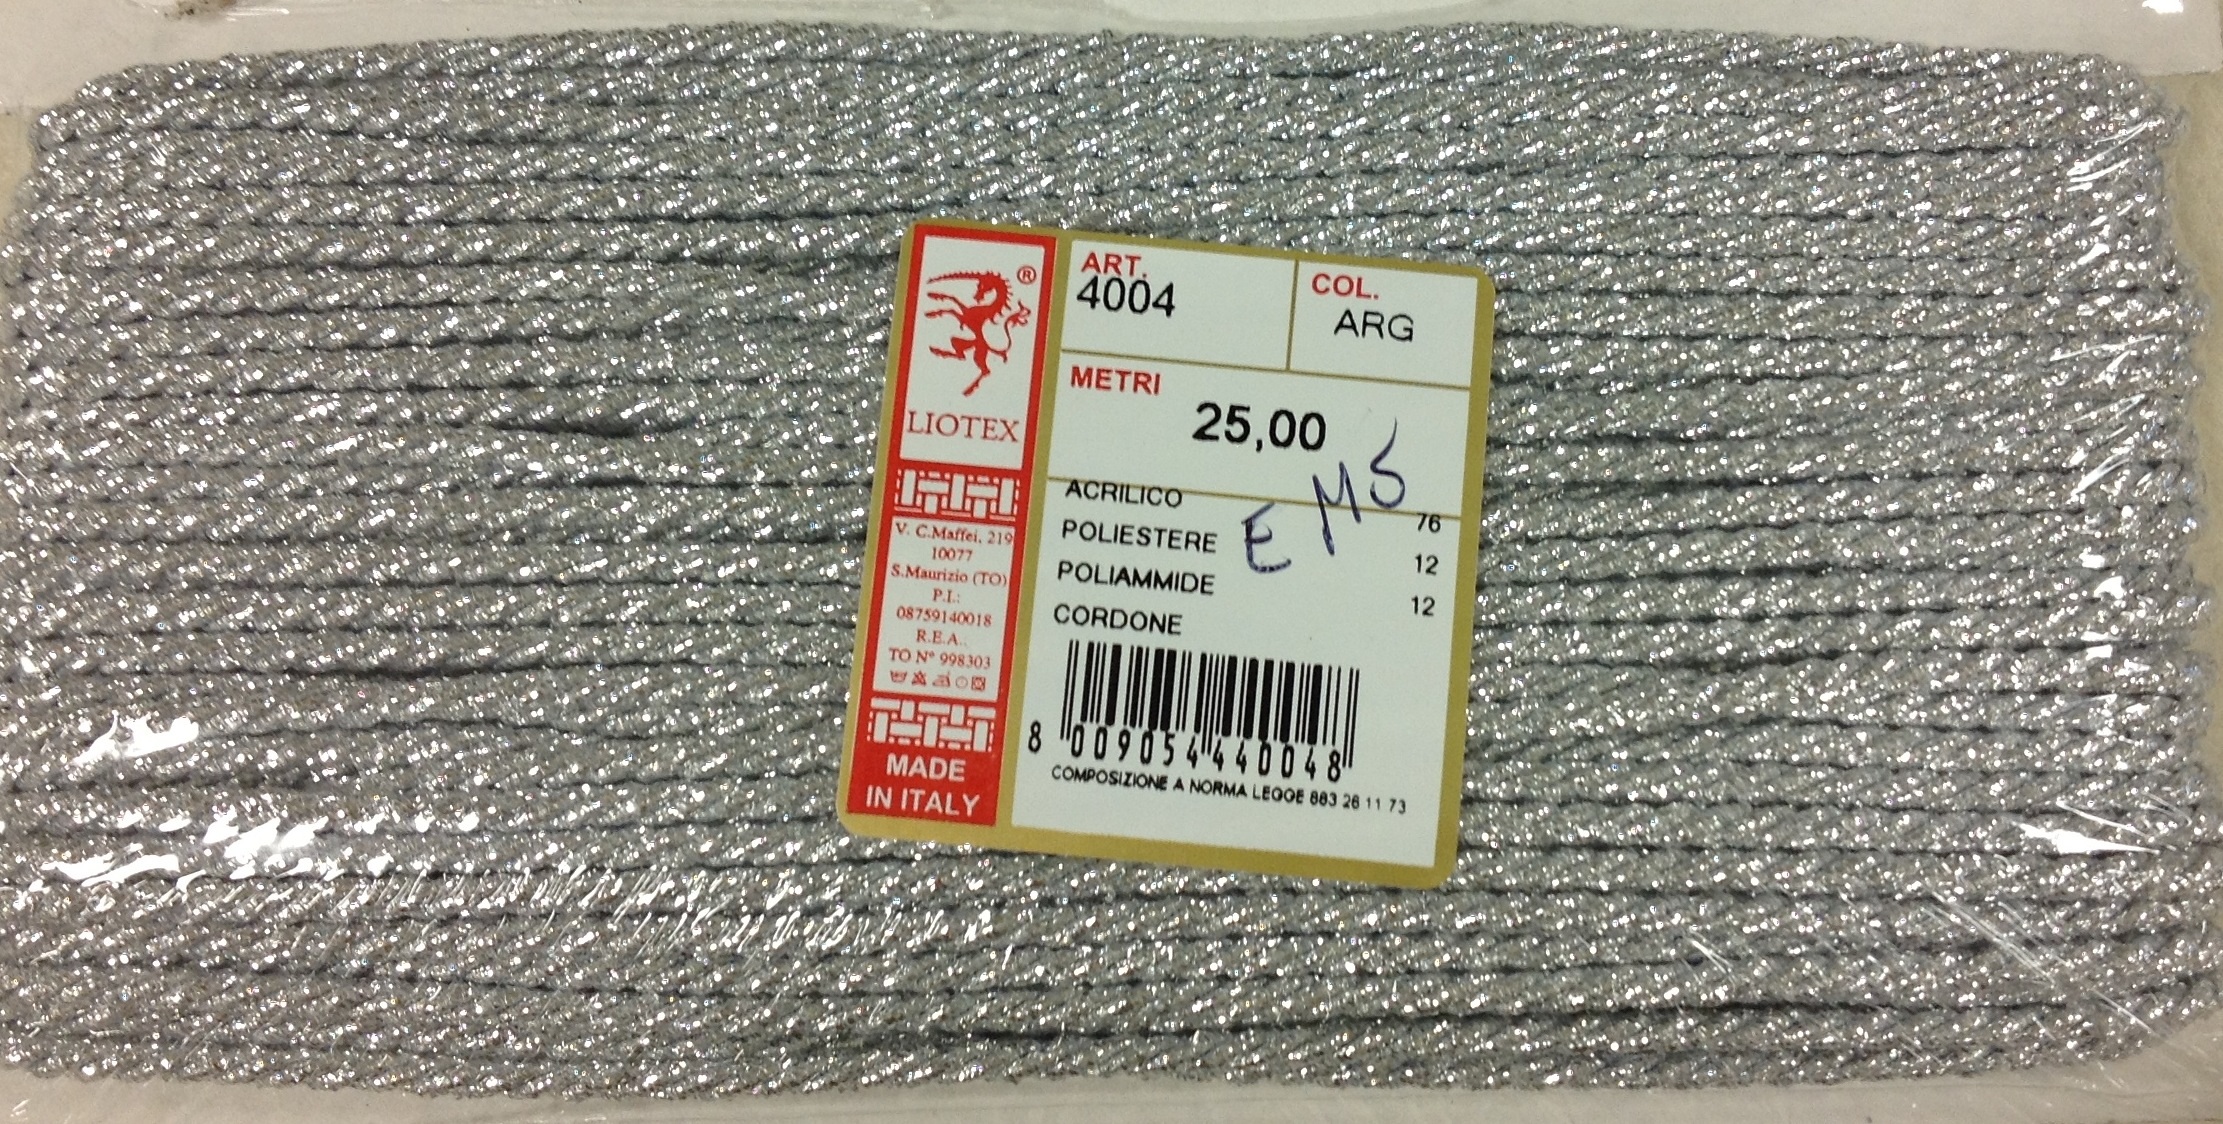 ®
LIOTEX
V. C.Maffei, 219
10077
S.Maurizio (TO)
P.I.:
08759140018
R.E.A..
TO N° 998303
MADE
IN ITALY
ART.
4004
COL.
ARG
METRI
25,00
EMS
ACRILICO 76
POLIESTERE 12
POLIAMMIDE 12
CORDONE
8 009054 440048
COMPOSIZIONE A NORMA LEGGE 883 26 11 73